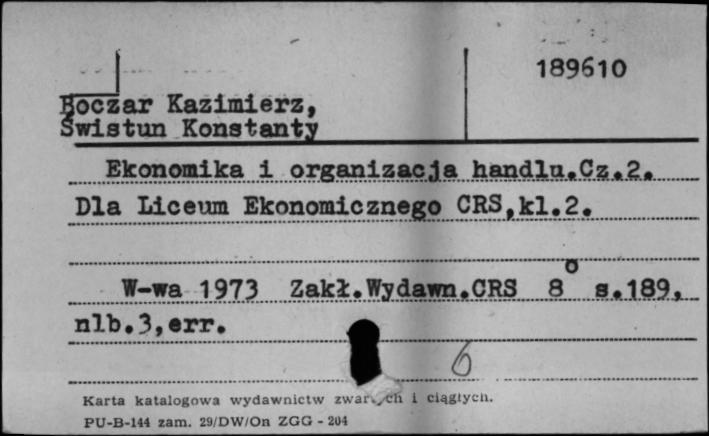 189610
Boczar Kazimierz,
Świstun Konstanty
Ekonomika i organizacja handlu.Cz.2.
Dla Liceum Ekonomicznego CRS,kl.2.
W-wa 1973 Zakł.Wydawn.CRS 8° s.189,
nlb.3,err.
6
Karta katalogowa wydawnictw i ciągłych.
PU-B-144 zam. 29/DW/On ZGG - 204